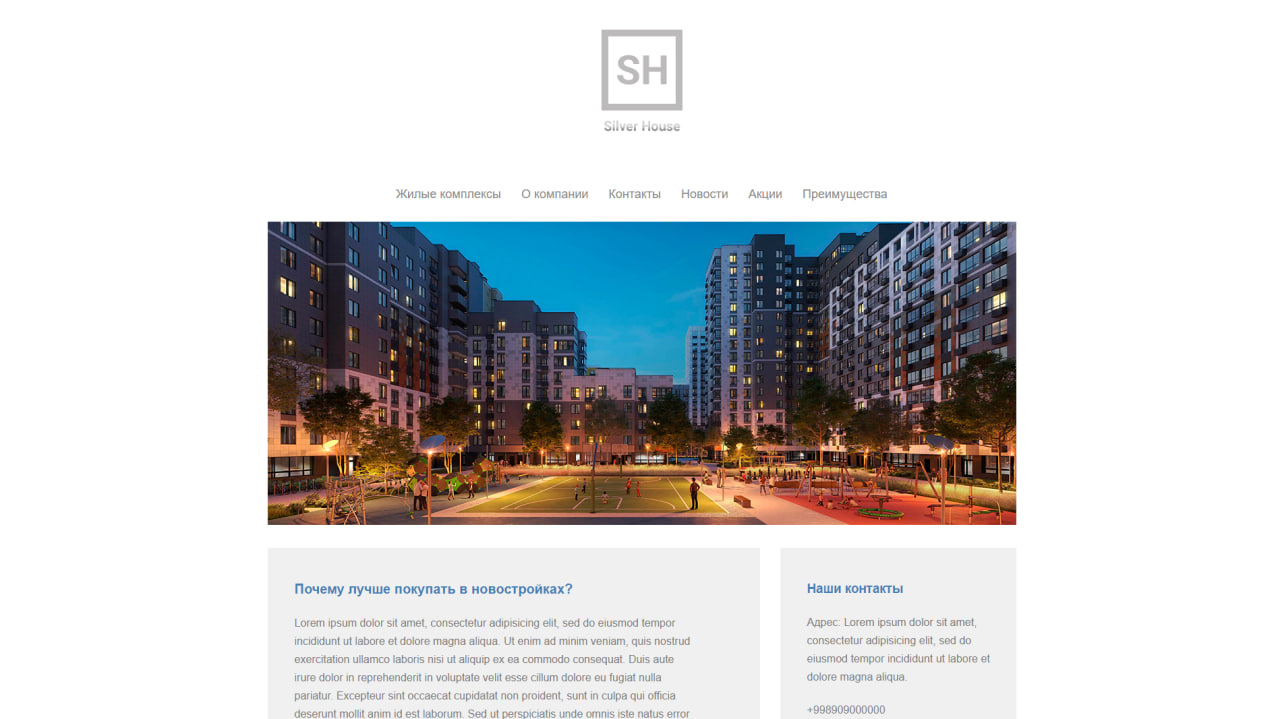 SH
Silver House
Жилые комплексы О компании Контакты Новости Акции Преимущества
Почему лучше покупать в новостройках?
Lorem ipsum dolor sit amet, consectetur adipisicing elit, sed do eiusmod tempor
incididunt ut labore et dolore magna aliqua. Ut enim ad minim veniam, quis nostrud
exercitation ullamco laboris nisi ut aliquip ex ea commodo consequat. Duis aute
irure dolor in reprehenderit in voluptate velit esse cillum dolore eu fugiat nulla
pariatur. Excepteur sint occaecat cupidatat non proident, sunt in culpa qui officia
deserunt mollit anim id est laborum. Sed ut perspiciatis unde omnis iste natus error
Наши контакты
Адрес: Lorem ipsum dolor sit amet,
consectetur adipisicing elit, sed do
eiusmod tempor incididunt ut labore et
dolore magna aliqua.
+998909000000